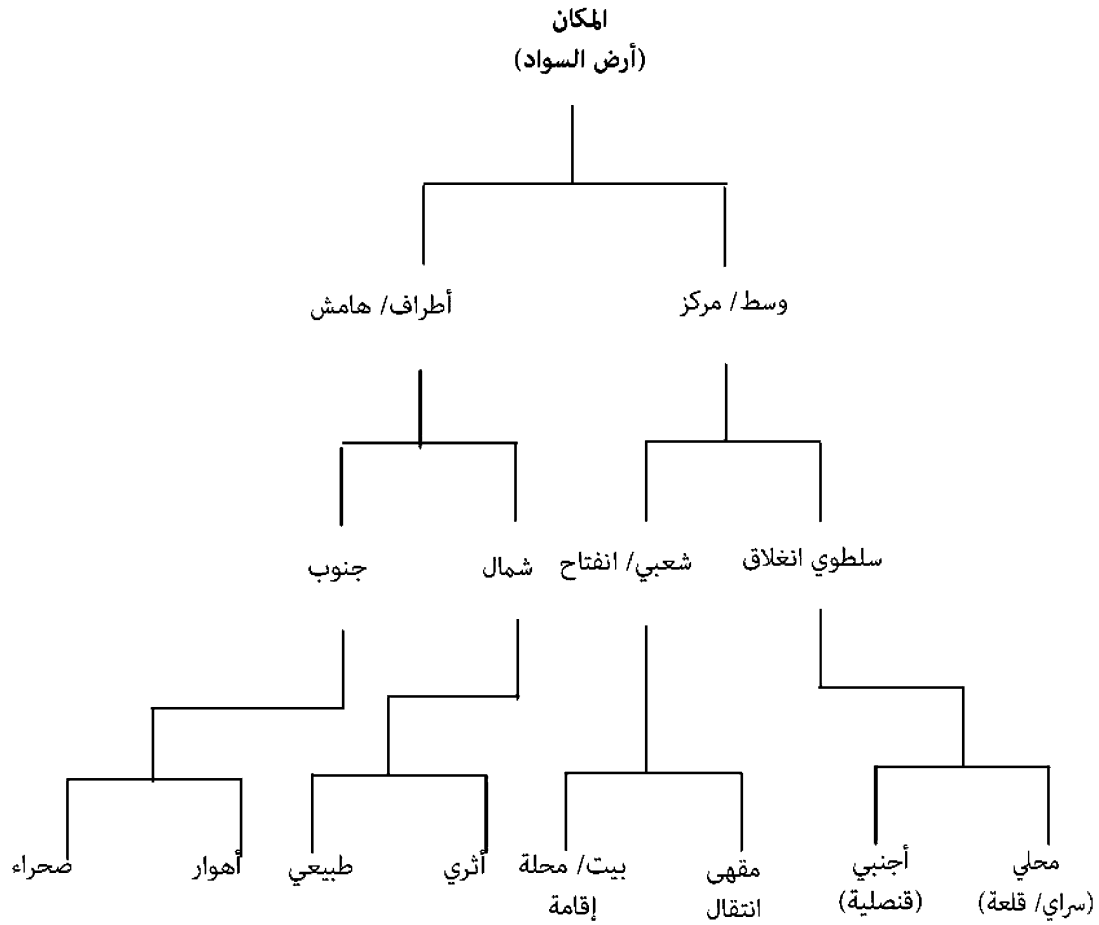 المكان
(أرض السواد)
وسط/ مركز
أطراف/ هامش
سلطوي انغلاق
شعبي/ انفتاح
شمال
جنوب
محلي
(سراي/ قلعة)
أجنبي
(قنصلية)
مقهى
انتقال
بيت/ محلة
إقامة
أثري
طبيعي
أهوار
صحراء